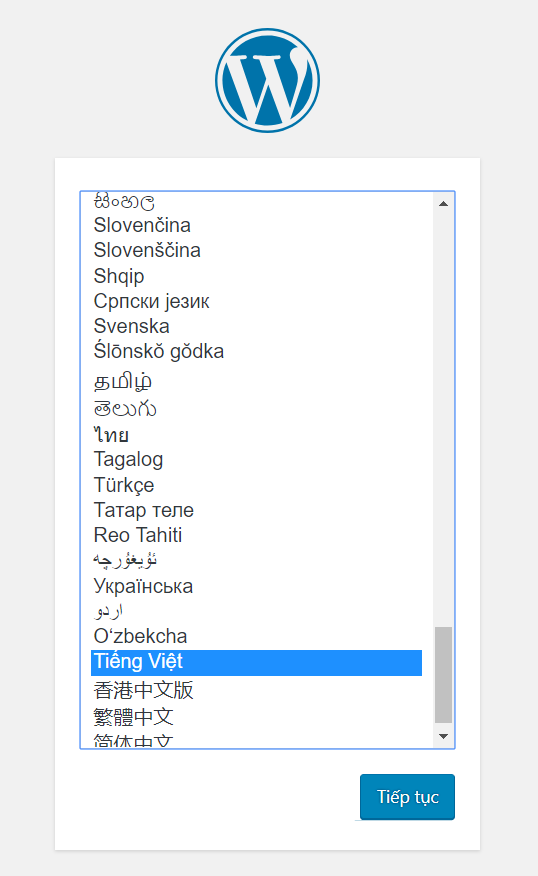 සිංහල
Slovenčina
Slovenščina
Shqip
Српски језик
Svenska
Ślōnskŏ gŏdka
தமிழ்
తెలుగు
ไทย
Tagalog
Türkçe
Татар теле
Reo Tahiti
ئۇيغۇرچە
Українська
اردو
O‘zbekcha
Tiếng Việt
香港中文版
繁體中文
简体中文
Tiếp tục